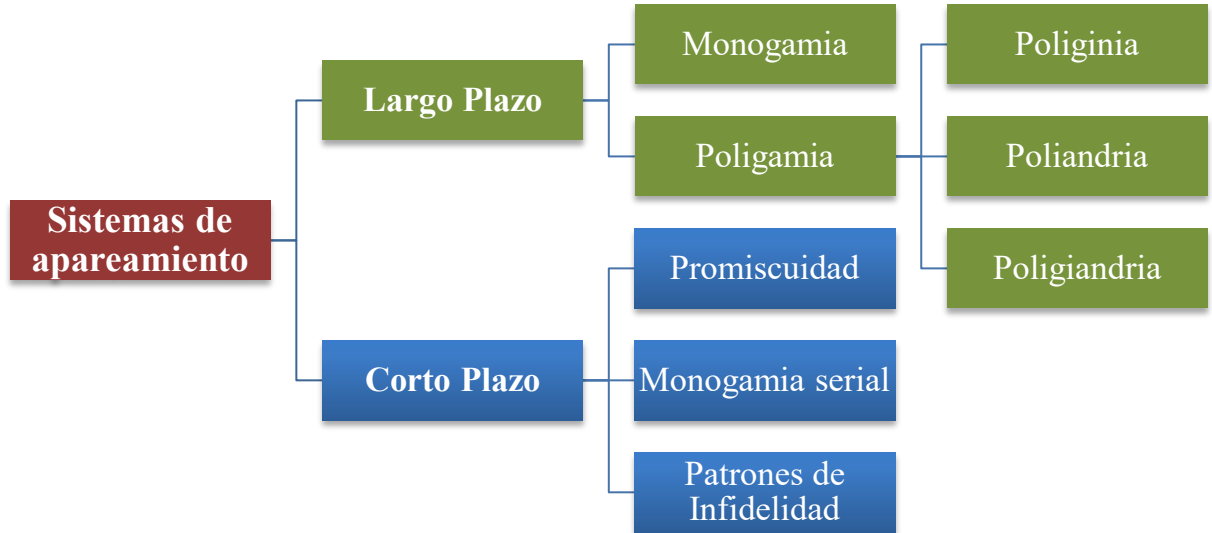 Sistemas de
apareamiento
Largo Plazo
Monogamia
Poligamia
Poliginia
Poliandria
Poligiandria
Corto Plazo
Promiscuidad
Monogamia serial
Patrones de
Infidelidad